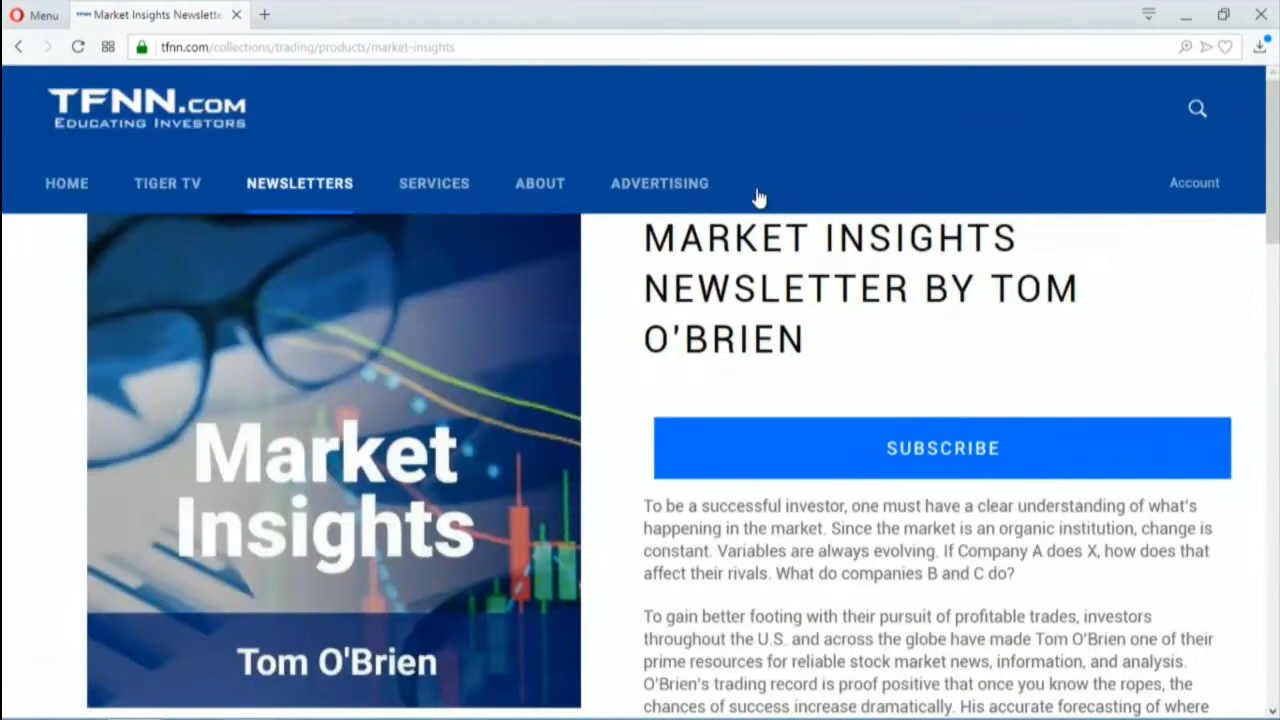 Menu
Market Insights Newslette
tfnn.com/collections/trading/products/market-insights
TFNN.COM
EDUCATING INVESTORS
HOME TIGER TV NEWSLETTERS SERVICES ABOUT ADVERTISING Account
MARKET INSIGHTS
NEWSLETTER BY TOM
O'BRIEN
Market
Insights
Tom O'Brien
SUBSCRIBE
To be a successful investor, one must have a clear understanding of what's
happening in the market. Since the market is an organic institution, change is
constant. Variables are always evolving. If Company A does X, how does that
affect their rivals. What do companies B and C do?
To gain better footing with their pursuit of profitable trades, investors
throughout the U.S. and across the globe have made Tom O'Brien one of their
prime resources for reliable stock market news, information, and analysis.
O'Brien's trading record is proof positive that once you know the ropes, the
chances of success increase dramatically. His accurate forecasting of where